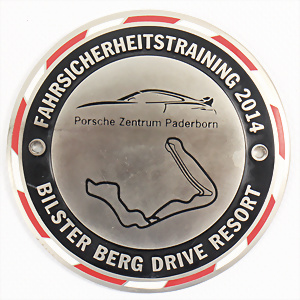 FAHRSICHERHEITSTRAINING 2014
Porsche Zentrum Paderborn
BILSTER BERG DRIVE RESORT